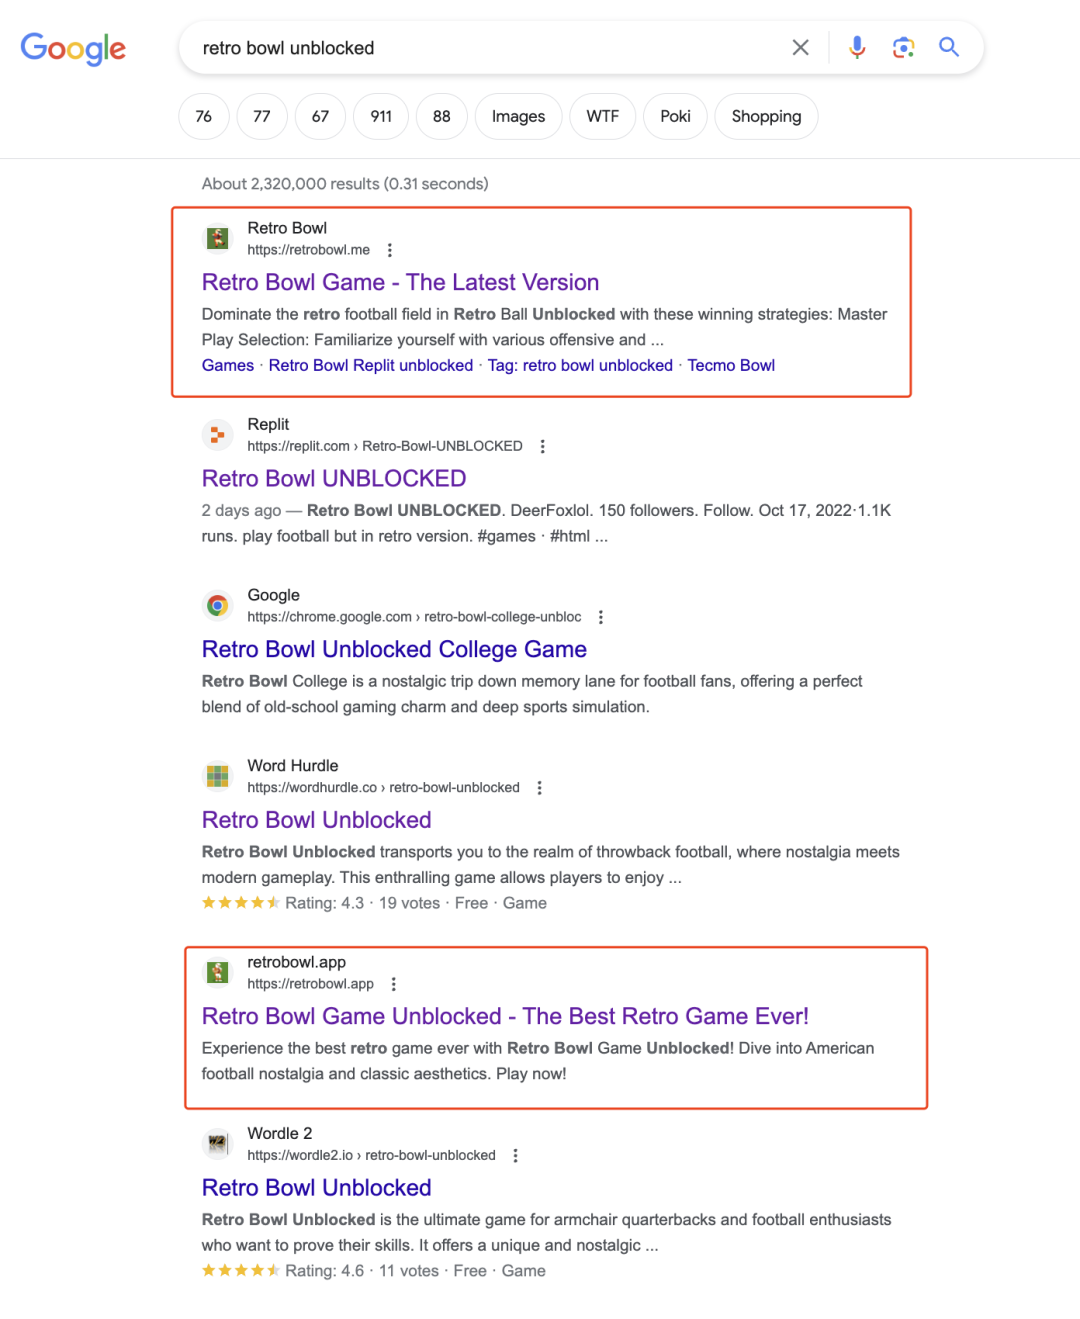 Google
retro bowl unblocked
76 77 67 911 88 Images WTF Poki Shopping
About 2,320,000 results (0.31 seconds)
Retro Bowl
https://retrobowl.me
Retro Bowl Game - The Latest Version
Dominate the retro football field in Retro Ball Unblocked with these winning strategies: Master
Play Selection: Familiarize yourself with various offensive and ...
Games · Retro Bowl Replit unblocked · Tag: retro bowl unblocked · Tecmo Bowl
Replit
https://replit.com › Retro-Bowl-UNBLOCKED
Retro Bowl UNBLOCKED
2 days ago — Retro Bowl UNBLOCKED. DeerFoxlol. 150 followers. Follow. Oct 17, 2022·1.1K
runs. play football but in retro version. #games · #html ...
Google
https://chrome.google.com › retro-bowl-college-unbloc
Retro Bowl Unblocked College Game
Retro Bowl College is a nostalgic trip down memory lane for football fans, offering a perfect
blend of old-school gaming charm and deep sports simulation.
Word Hurdle
https://wordhurdle.co › retro-bowl-unblocked
Retro Bowl Unblocked
Retro Bowl Unblocked transports you to the realm of throwback football, where nostalgia meets
modern gameplay. This enthralling game allows players to enjoy ...
Rating: 4.3 · 19 votes · Free · Game
retrobowl.app
https://retrobowl.app
Retro Bowl Game Unblocked - The Best Retro Game Ever!
Experience the best retro game ever with Retro Bowl Game Unblocked! Dive into American
football nostalgia and classic aesthetics. Play now!
Wordle 2
https://wordle2.io › retro-bowl-unblocked
Retro Bowl Unblocked
Retro Bowl Unblocked is the ultimate game for armchair quarterbacks and football enthusiasts
who want to prove their skills. It offers a unique and nostalgic ...
Rating: 4.6 · 11 votes · Free · Game